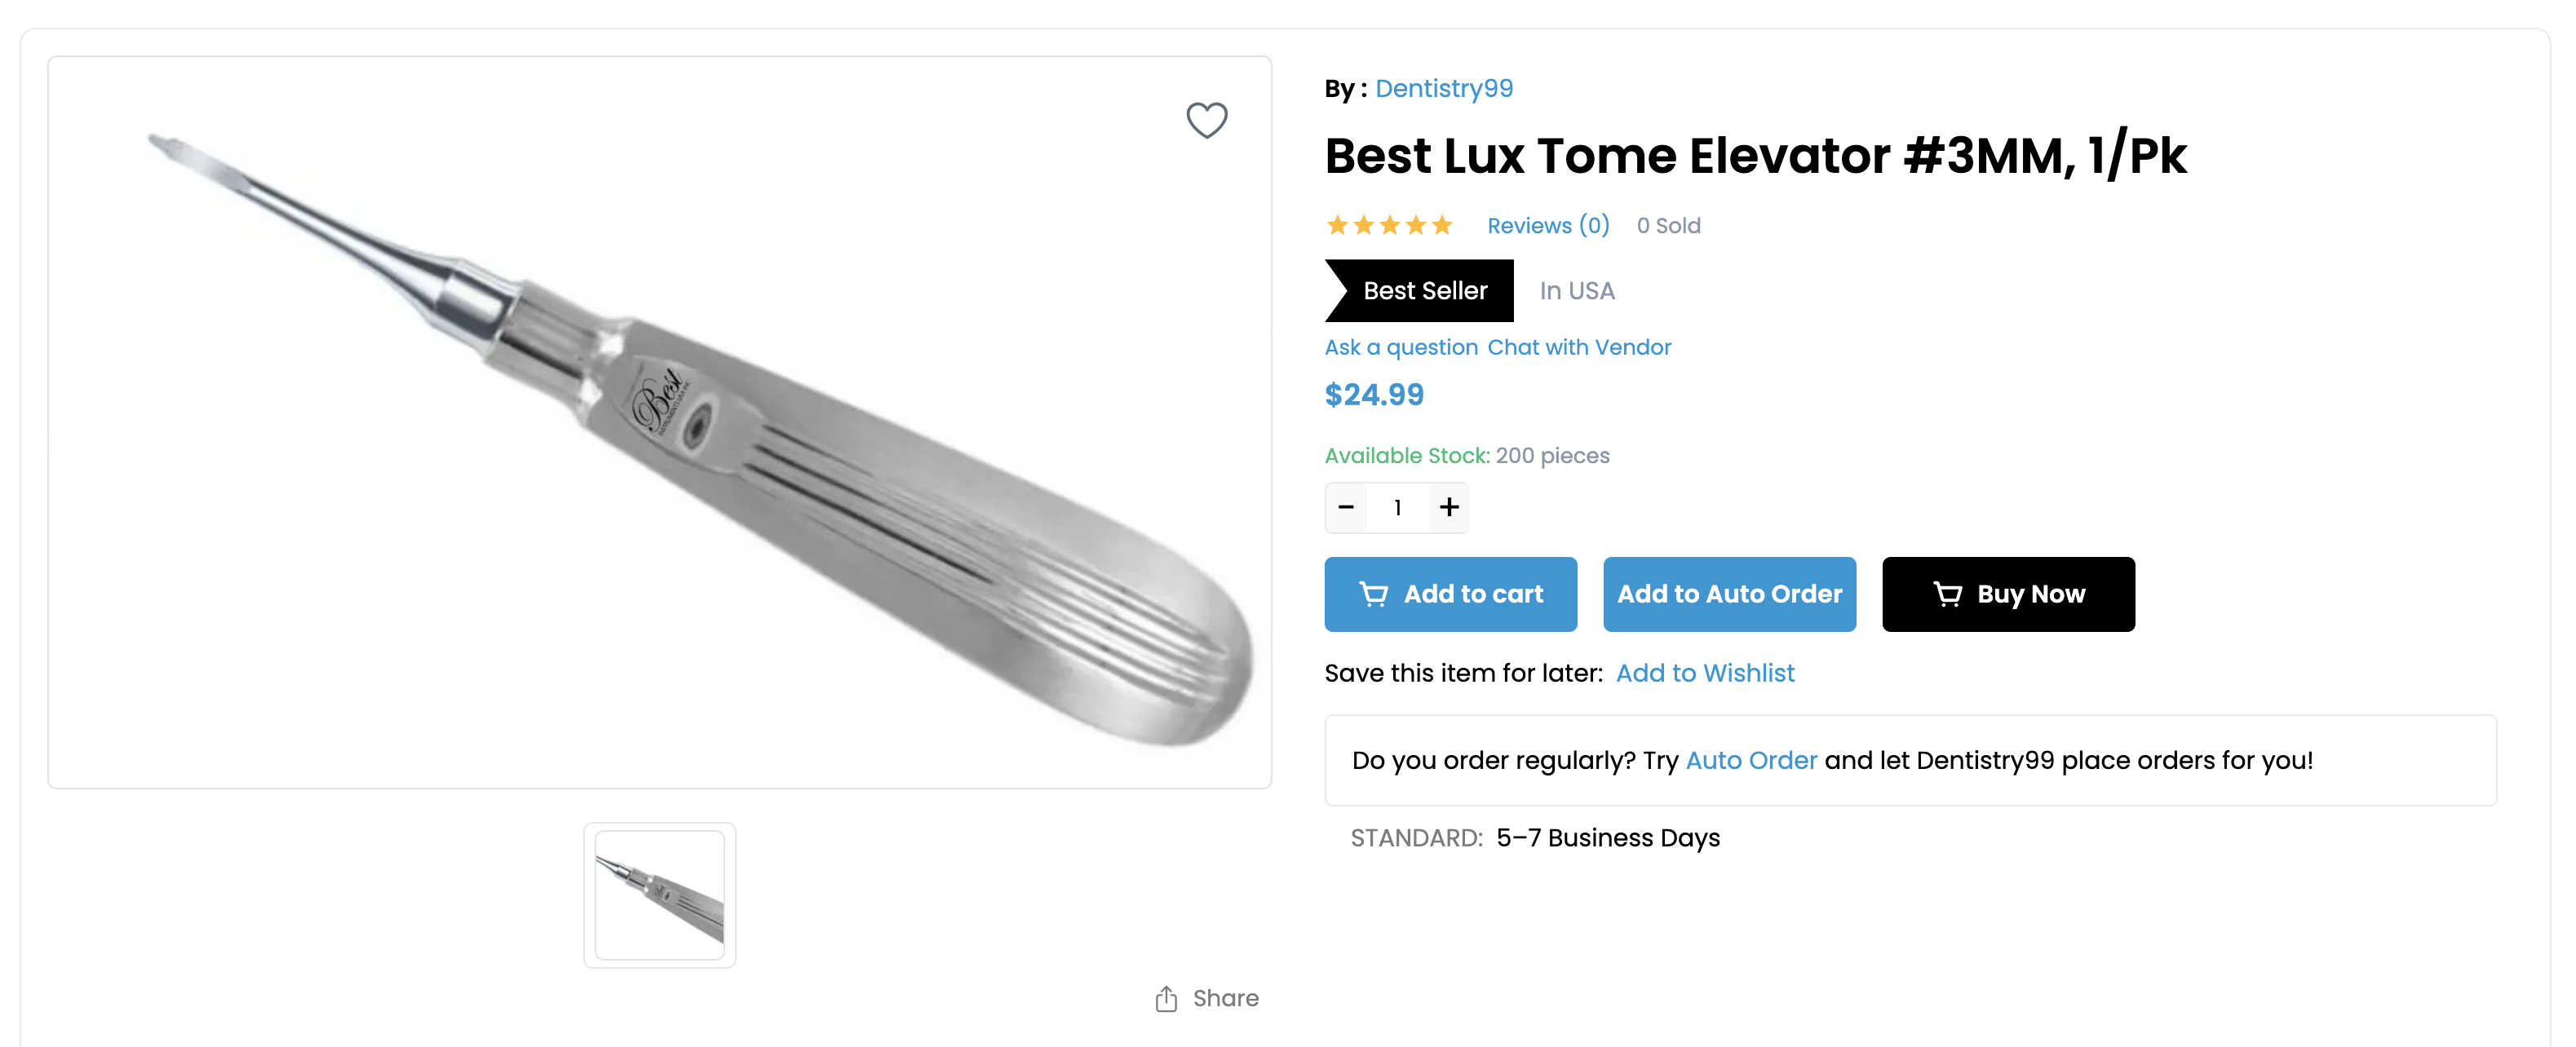 By : Dentistry99
Best Lux Tome Elevator #3MM, 1/Pk
Reviews (0) 0 Sold
Best Seller In USA
Ask a question Chat with Vendor
$24.99
Available Stock: 200 pieces
− 1 +
Add to cart Add to Auto Order Buy Now
Save this item for later: Add to Wishlist
Do you order regularly? Try Auto Order and let Dentistry99 place orders for you!
STANDARD: 5–7 Business Days
Best
Share